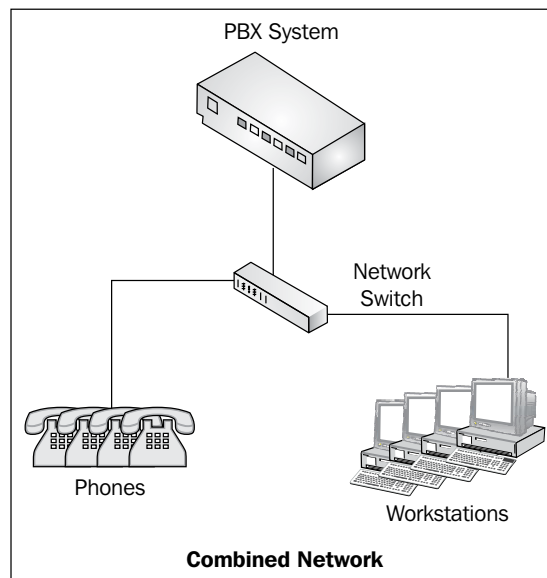 PBX System
Network
Switch
Phones
Workstations
Combined Network